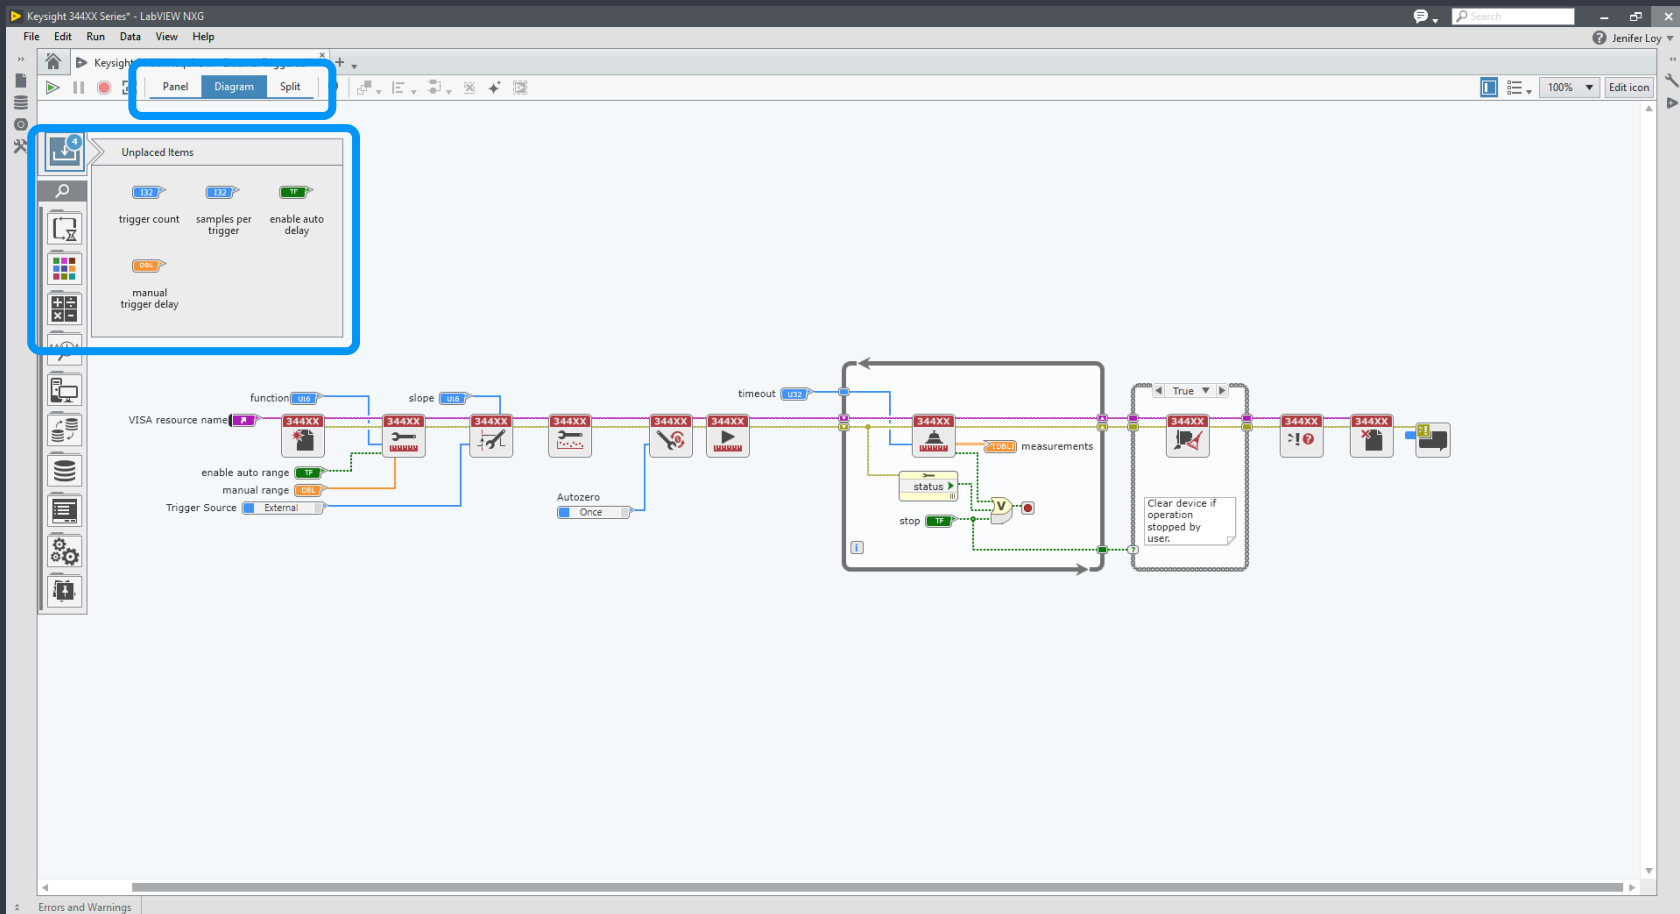 Keysight 344XX Series* - LabVIEW NXG
Search
File Edit Run Data View Help
Jenifer Loy
Keysight
Panel Diagram Split
100%
Edit icon
4
Unplaced Items
I32 I32 TF
trigger count
samples per
trigger
enable auto
delay
DBL
manual
trigger delay
function UI6
slope UI6
timeout U32
True
VISA resource name
344XX 344XX 344XX 344XX 344XX 344XX 344XX 344XX 344XX 344XX
[DBL] measurements
enable auto range TF
manual range DBL
Trigger Source External
status
Autozero
Once
stop TF
V
i
?
Clear device if
operation
stopped by
user.
Errors and Warnings